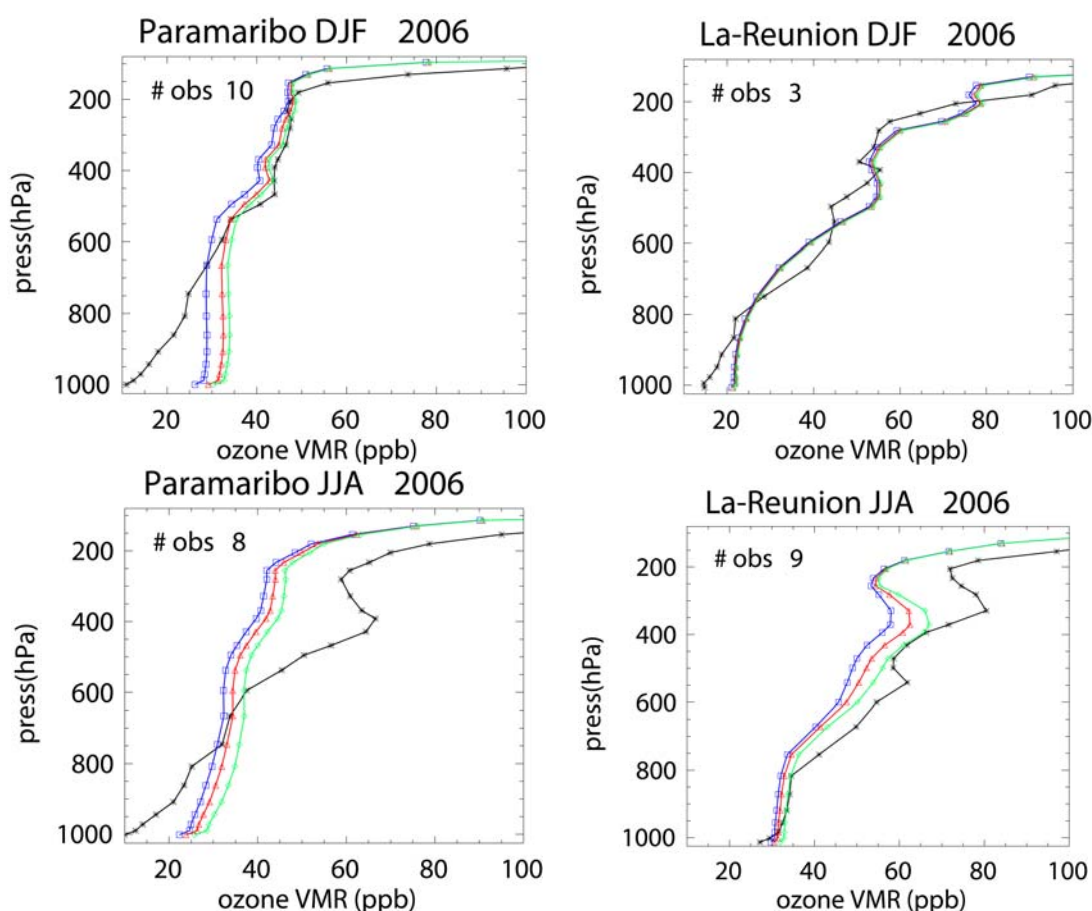 Paramaribo DJF 2006
# obs 10
press(hPa)
200
400
600
800
1000
20 40 60 80 100
ozone VMR (ppb)
La-Reunion DJF 2006
# obs 3
press(hPa)
200
400
600
800
1000
20 40 60 80 100
ozone VMR (ppb)
Paramaribo JJA 2006
# obs 8
press(hPa)
200
400
600
800
1000
20 40 60 80 100
ozone VMR (ppb)
La-Reunion JJA 2006
# obs 9
press(hPa)
200
400
600
800
1000
20 40 60 80 100
ozone VMR (ppb)